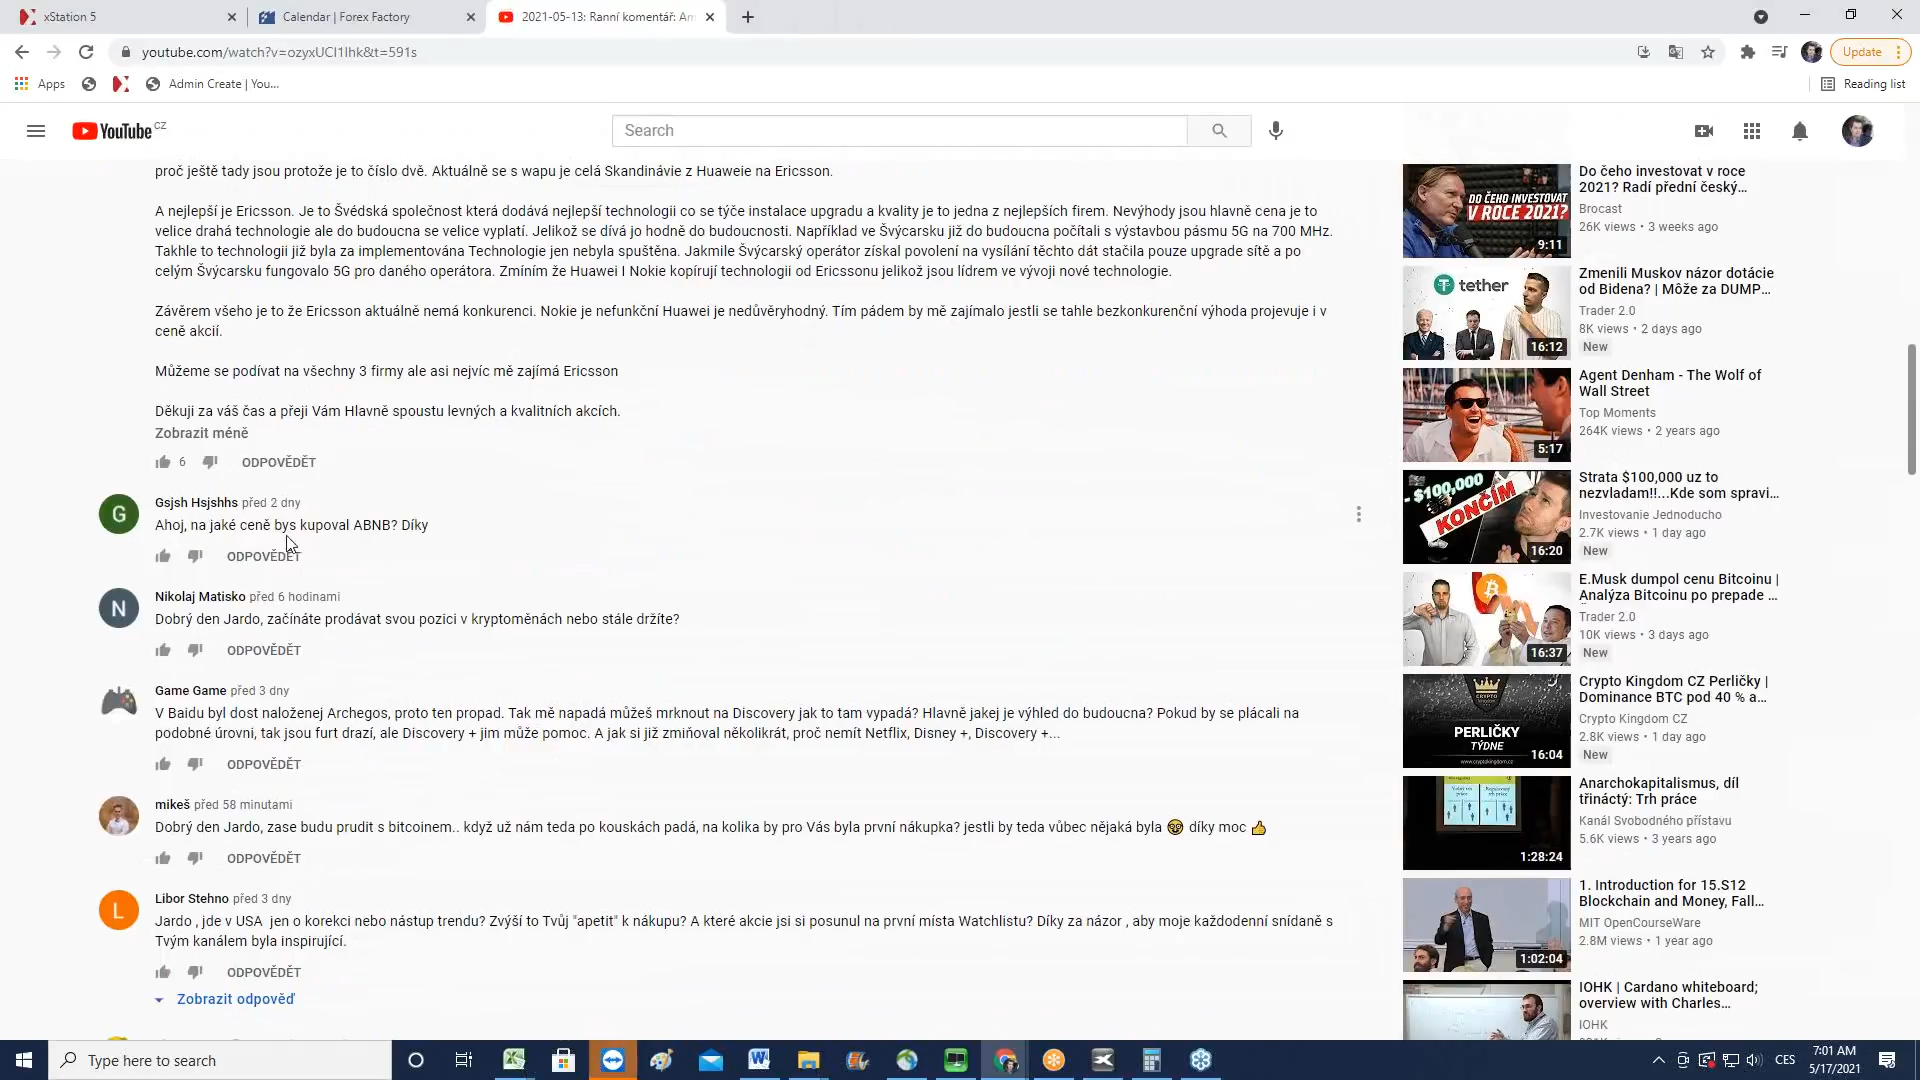 xStation 5
Calendar | Forex Factory
2021-05-13: Ranní komentář: Am
youtube.com/watch?v=ozyxUCI1lhk&t=591s
Update
Apps
Admin Create | You...
Reading list
YouTube CZ
Search
proč ještě tady jsou protože je to číslo dvě. Aktuálně se s wapu je celá Skandinávie z Huaweie na Ericsson.
A nejlepší je Ericsson. Je to Švédská společnost která dodává nejlepší technologii co se týče instalace upgradu a kvality je to jedna z nejlepších firem. Nevýhody jsou hlavně cena je to
velice drahá technologie ale do budoucna se velice vyplatí. Jelikož se dívá jo hodně do budoucnosti. Například ve Švýcarsku již do budoucna počítali s výstavbou pásmu 5G na 700 MHz.
Takhle to technologii již byla za implementována Technologie jen nebyla spuštěna. Jakmile Švýcarský operátor získal povolení na vysílání těchto dát stačila pouze upgrade sítě a po
celým Švýcarsku fungovalo 5G pro daného operátora. Zmíním že Huawei I Nokie kopírují technologii od Ericssonu jelikož jsou lídrem ve vývoji nové technologie.
Závěrem všeho je to že Ericsson aktuálně nemá konkurenci. Nokie je nefunkční Huawei je nedůvěryhodný. Tím pádem by mě zajímalo jestli se tahle bezkonkurenční výhoda projevuje i v
ceně akcií.
Můžeme se podívat na všechny 3 firmy ale asi nejvíc mě zajímá Ericsson
Děkuji za váš čas a přeji Vám Hlavně spoustu levných a kvalitních akcích.
Zobrazit méně
6 ODPOVĚDĚT
G
Gsjsh Hsjshhs před 2 dny
Ahoj, na jaké ceně bys kupoval ABNB? Díky
ODPOVĚDĚT
N
Nikolaj Matisko před 6 hodinami
Dobrý den Jardo, začínáte prodávat svou pozici v kryptoměnách nebo stále držíte?
ODPOVĚDĚT
Game Game před 3 dny
V Baidu byl dost naloženej Archegos, proto ten propad. Tak mě napadá můžeš mrknout na Discovery jak to tam vypadá? Hlavně jakej je výhled do budoucna? Pokud by se plácali na
podobné úrovni, tak jsou furt drazí, ale Discovery + jim může pomoc. A jak si již zmiňoval několikrát, proč nemít Netflix, Disney +, Discovery +...
ODPOVĚDĚT
mikeš před 58 minutami
Dobrý den Jardo, zase budu prudit s bitcoinem.. když už nám teda po kouskách padá, na kolika by pro Vás byla první nákupka? jestli by teda vůbec nějaká byla 🤓 díky moc 👍
ODPOVĚDĚT
L
Libor Stehno před 3 dny
Jardo , jde v USA jen o korekci nebo nástup trendu? Zvýší to Tvůj "apetit" k nákupu? A které akcie jsi si posunul na první místa Watchlistu? Díky za názor , aby moje každodenní snídaně s
Tvým kanálem byla inspirující.
ODPOVĚDĚT
Zobrazit odpověď
DO ČEHO INVESTOVAT
V ROCE 2021?
9:11
Do čeho investovat v roce
2021? Radí přední český...
Brocast
26K views • 3 weeks ago
tether
16:12
Zmenili Muskov názor dotácie
od Bidena? | Môže za DUMP...
Trader 2.0
8K views • 2 days ago
New
5:17
Agent Denham - The Wolf of
Wall Street
Top Moments
264K views • 2 years ago
- $100,000
KONČÍM
16:20
Strata $100,000 uz to
nezvladam!!...Kde som spravi...
Investovanie Jednoducho
2.7K views • 1 day ago
New
16:37
E.Musk dumpol cenu Bitcoinu |
Analýza Bitcoinu po prepade ...
Trader 2.0
10K views • 3 days ago
New
PERLIČKY
TÝDNE
www.cryptokingdom.cz
16:04
Crypto Kingdom CZ Perličky |
Dominance BTC pod 40 % a...
Crypto Kingdom CZ
2.8K views • 1 day ago
New
1:28:24
Anarchokapitalismus, díl
třináctý: Trh práce
Kanál Svobodného přístavu
5.6K views • 3 years ago
1:02:04
1. Introduction for 15.S12
Blockchain and Money, Fall...
MIT OpenCourseWare
2.8M views • 1 year ago
IOHK | Cardano whiteboard;
overview with Charles...
IOHK
Type here to search
CES
7:01 AM
5/17/2021